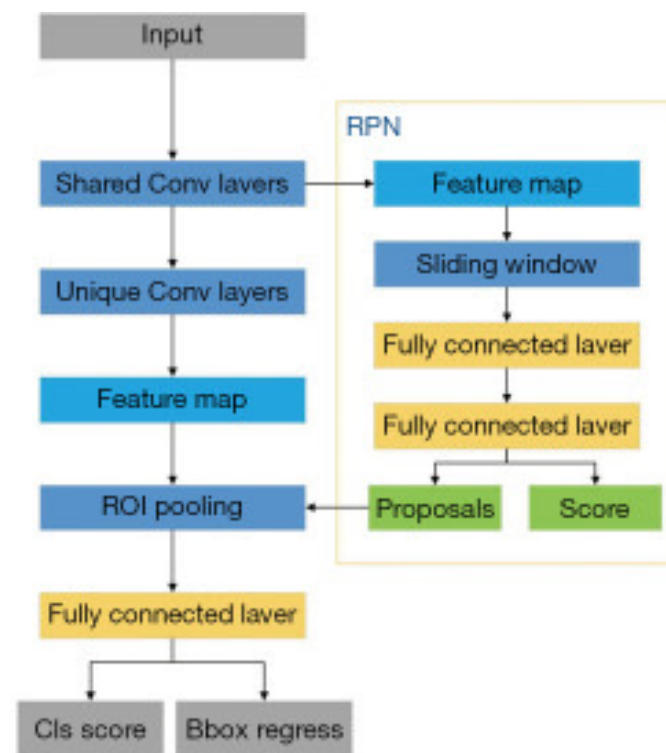 Input
RPN
Shared Conv lavers
Feature map
Unique Conv layers
Sliding window
Fully connected laver
Feature map
Fully connected laver
ROI pooling
Proposals
Score
Fully connected laver
Cls score
Bbox regress